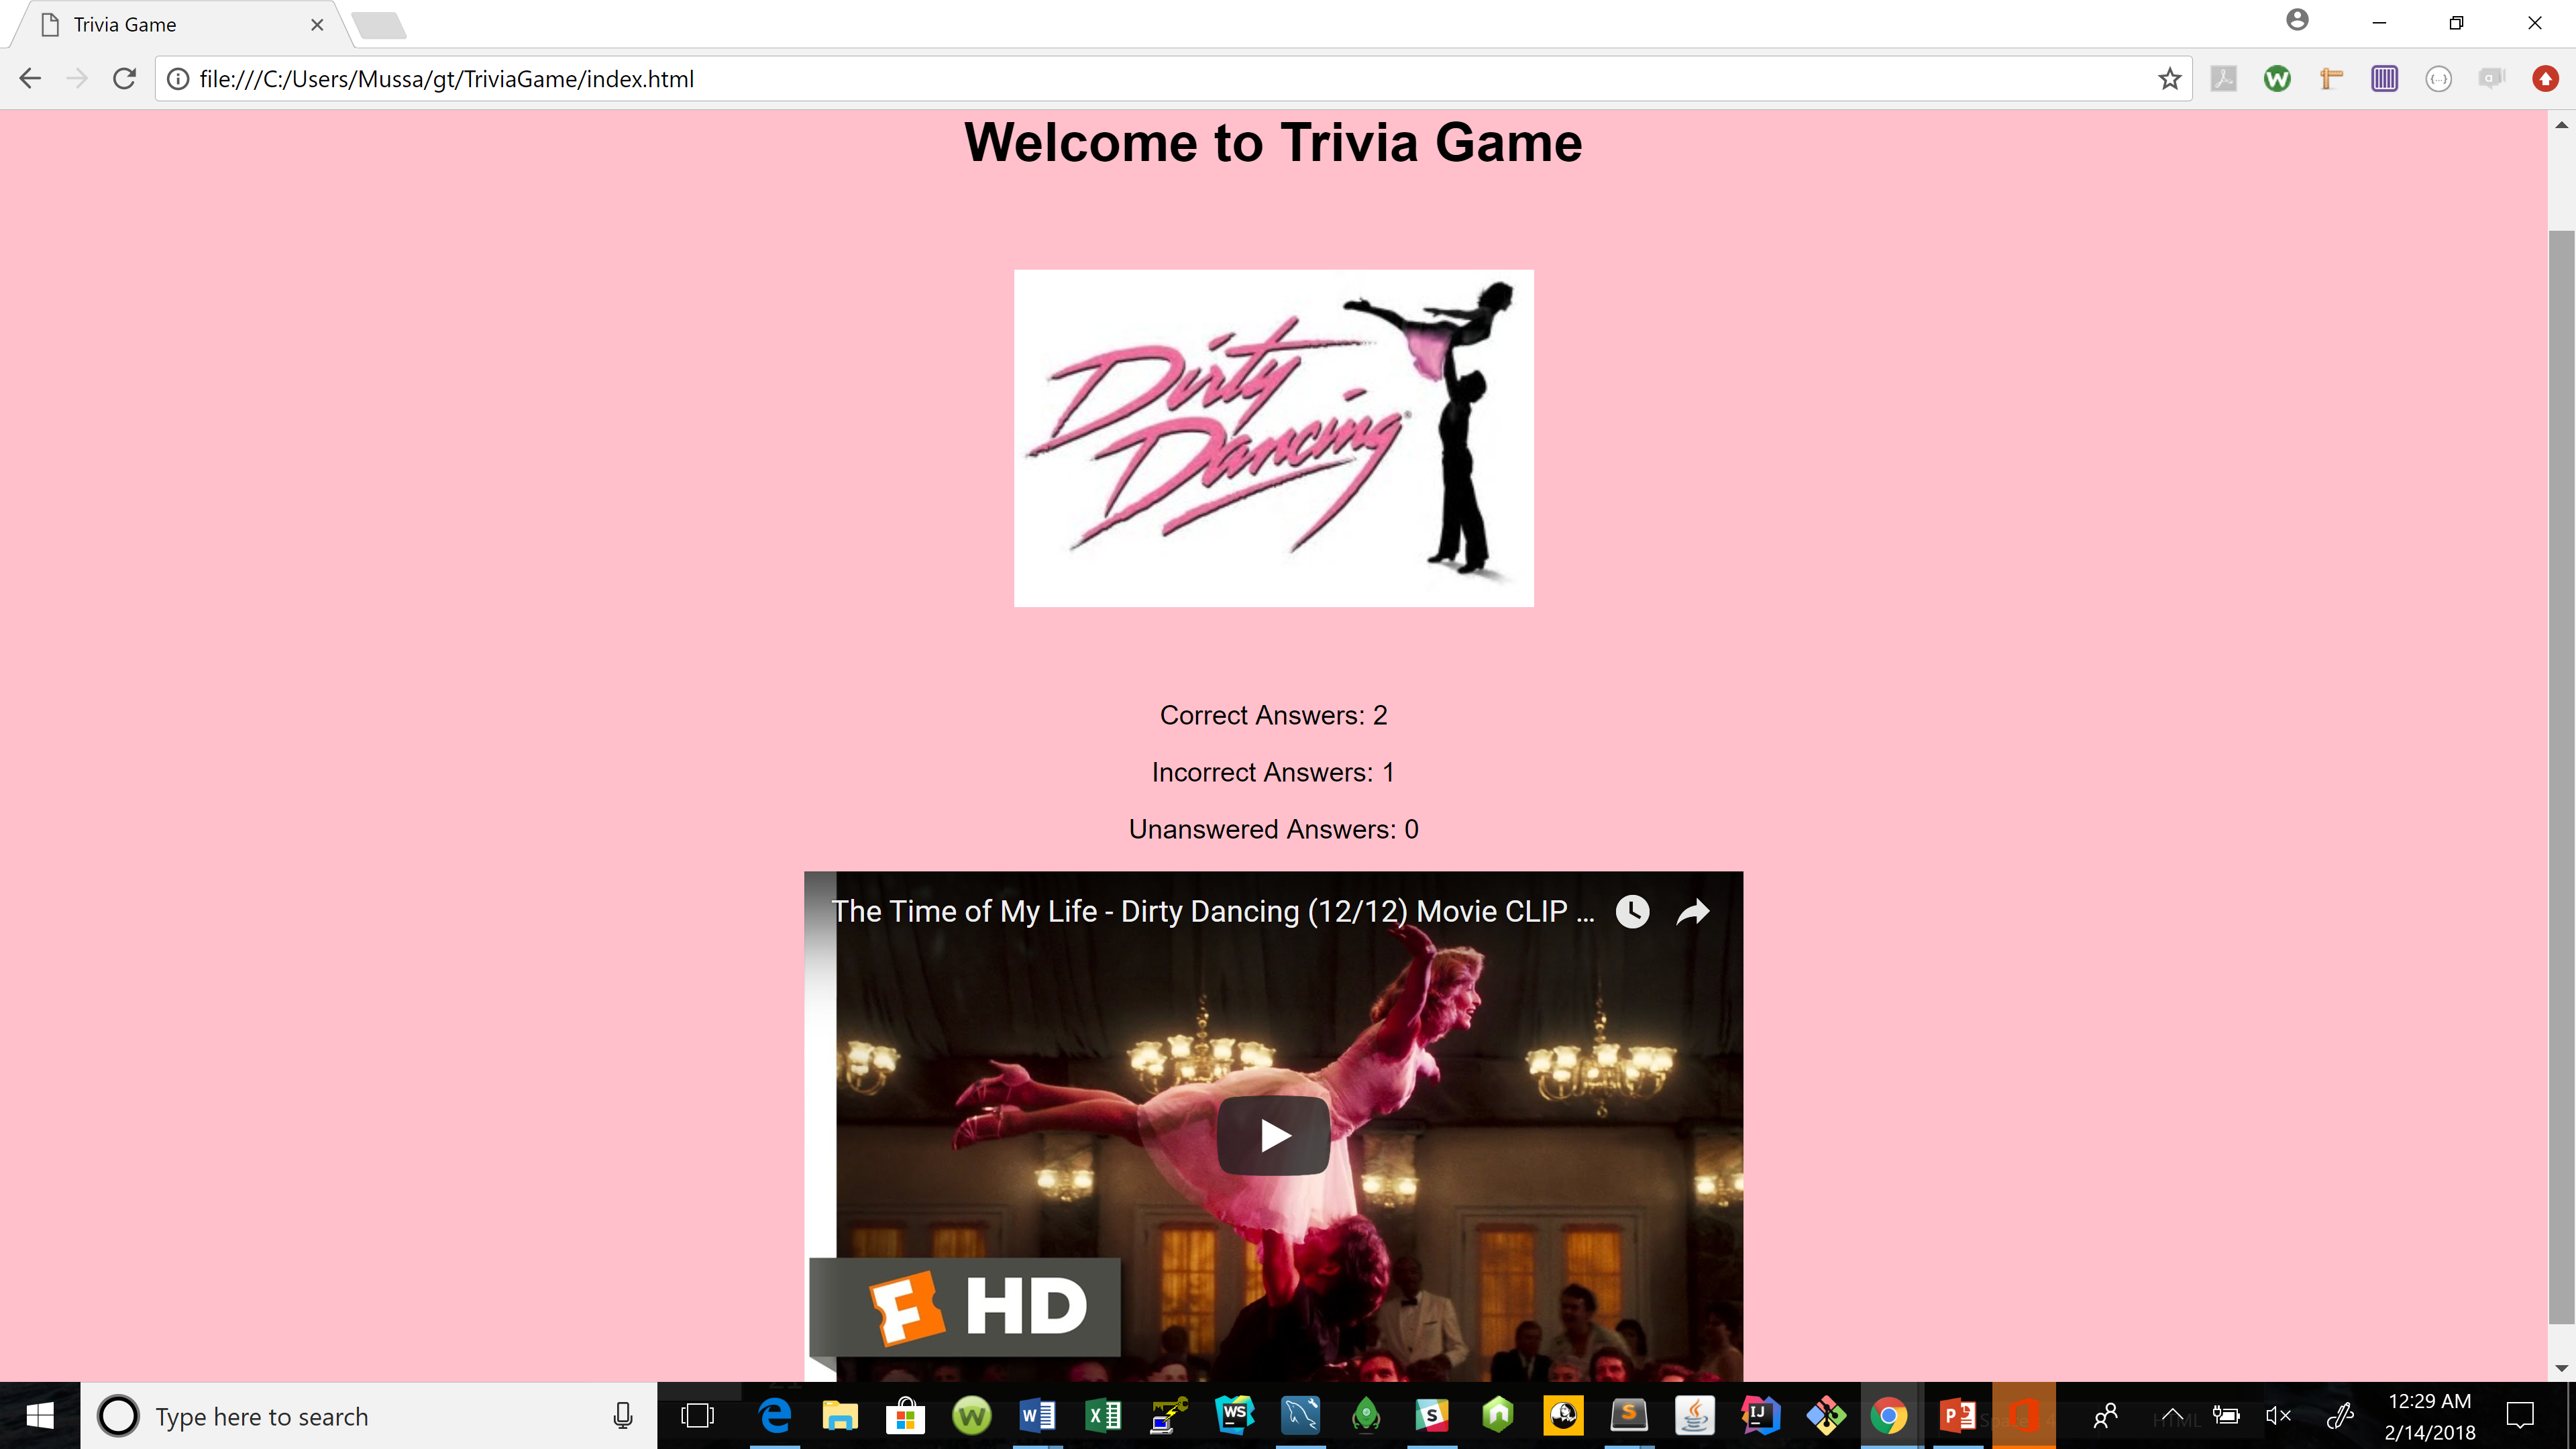 Trivia Game
file:///C:/Users/Mussa/gt/TriviaGame/index.html
Welcome to Trivia Game
Dirty
Dancing
Correct Answers: 2
Incorrect Answers: 1
Unanswered Answers: 0
The Time of My Life - Dirty Dancing (12/12) Movie CLIP ...
F HD
Type here to search
12:29 AM
2/14/2018